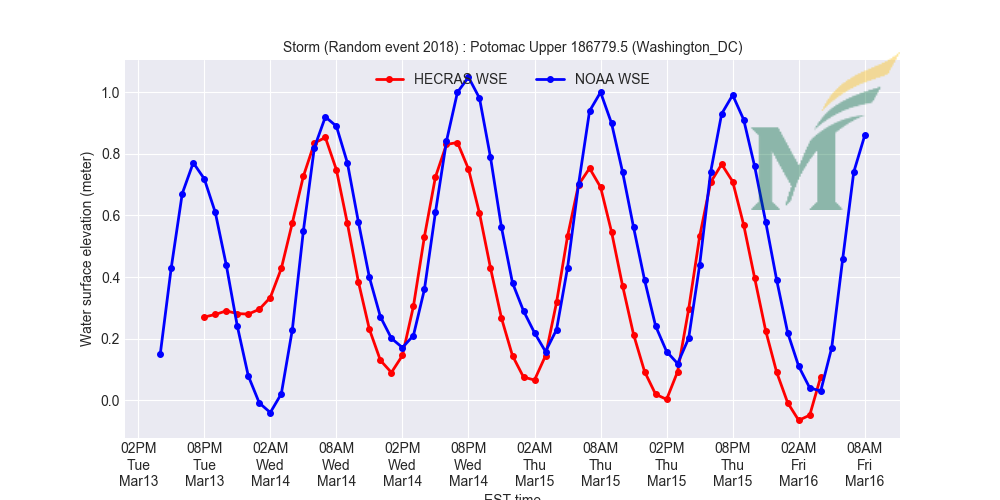 Storm (Random event 2018) : Potomac Upper 186779.5 (Washington_DC)
HECRAS WSE
NOAA WSE
Water surface elevation (meter)
1.0
0.8
0.6
0.4
0.2
0.0
02PM 08PM 02AM 08AM 02PM 08PM 02AM 08AM 02PM 08PM 02AM 08AM
Tue Tue Wed Wed Wed Wed Thu Thu Thu Thu Fri Fri
Mar13 Mar13 Mar14 Mar14 Mar14 Mar14 Mar15 Mar15 Mar15 Mar15 Mar16 Mar16
EST time
M